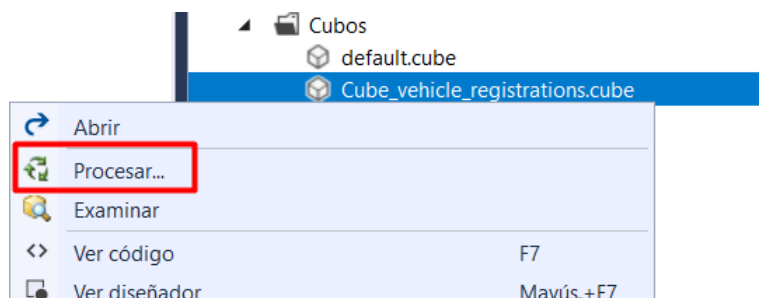 Cubos
default.cube
Cube_vehicle_registrations.cube
Abrir
Procesar...
Examinar
Ver código F7
Ver diseñador Mayús.+F7